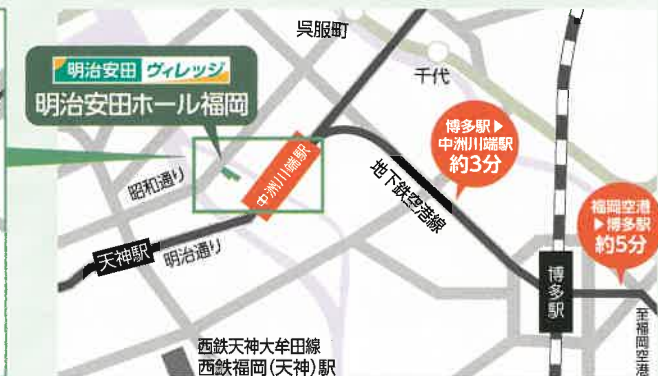 呉服町
千代
明治安田 ヴィレッジ
明治安田ホール福岡
博多駅▶
中洲川端駅
約3分
中洲川端駅
昭和通り
地下鉄空港線
福岡空港
▶博多駅
約5分
天神駅
明治通り
博多駅
至福岡空港
西鉄天神大牟田線
西鉄福岡(天神)駅